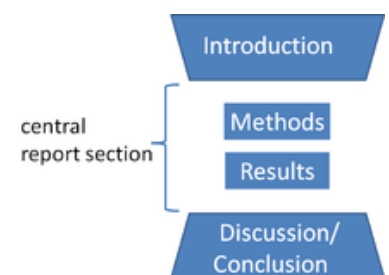 Introduction
central
report section
Methods
Results
Discussion/
Conclusion